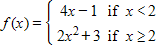 f(x) = { 4x − 1 if x < 2
2x² + 3 if x ≥ 2